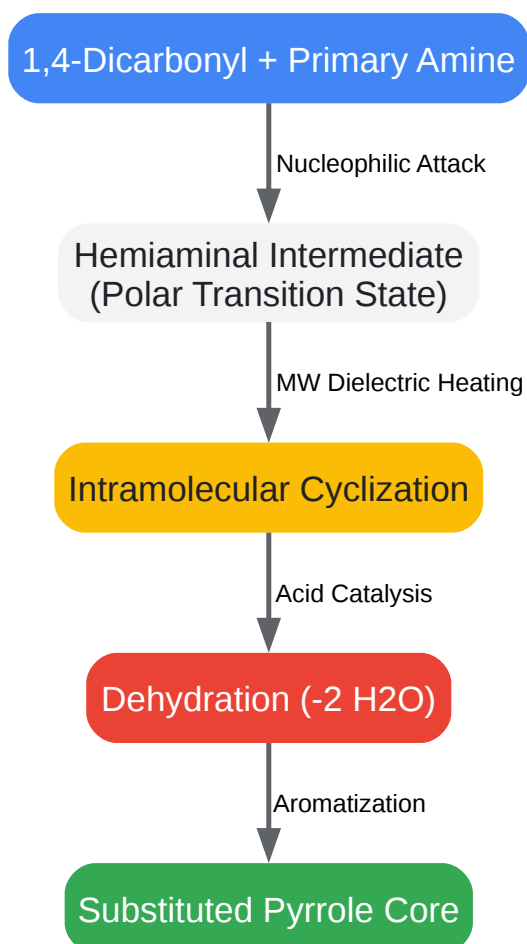 1,4-Dicarbonyl + Primary Amine
Nucleophilic Attack
Hemiaminal Intermediate
(Polar Transition State)
MW Dielectric Heating
Intramolecular Cyclization
Acid Catalysis
Dehydration (-2 H2O)
Aromatization
Substituted Pyrrole Core